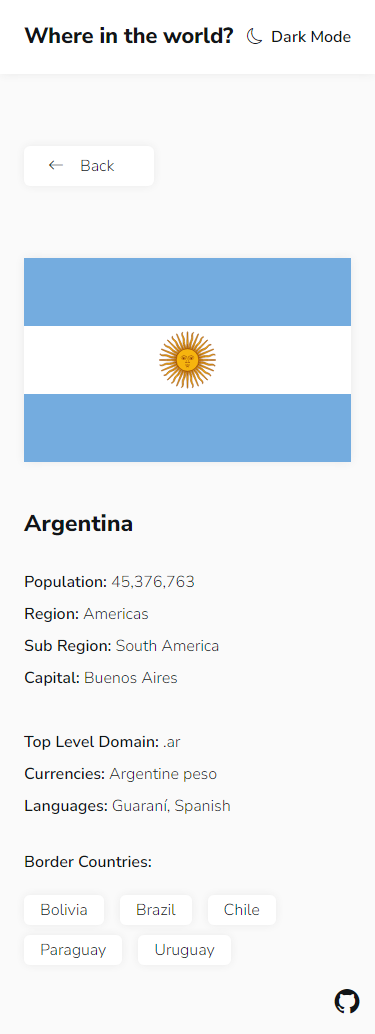 Where in the world? Dark Mode
Back
Argentina
Population: 45,376,763
Region: Americas
Sub Region: South America
Capital: Buenos Aires
Top Level Domain: .ar
Currencies: Argentine peso
Languages: Guaraní, Spanish
Border Countries:
Bolivia Brazil Chile
Paraguay Uruguay